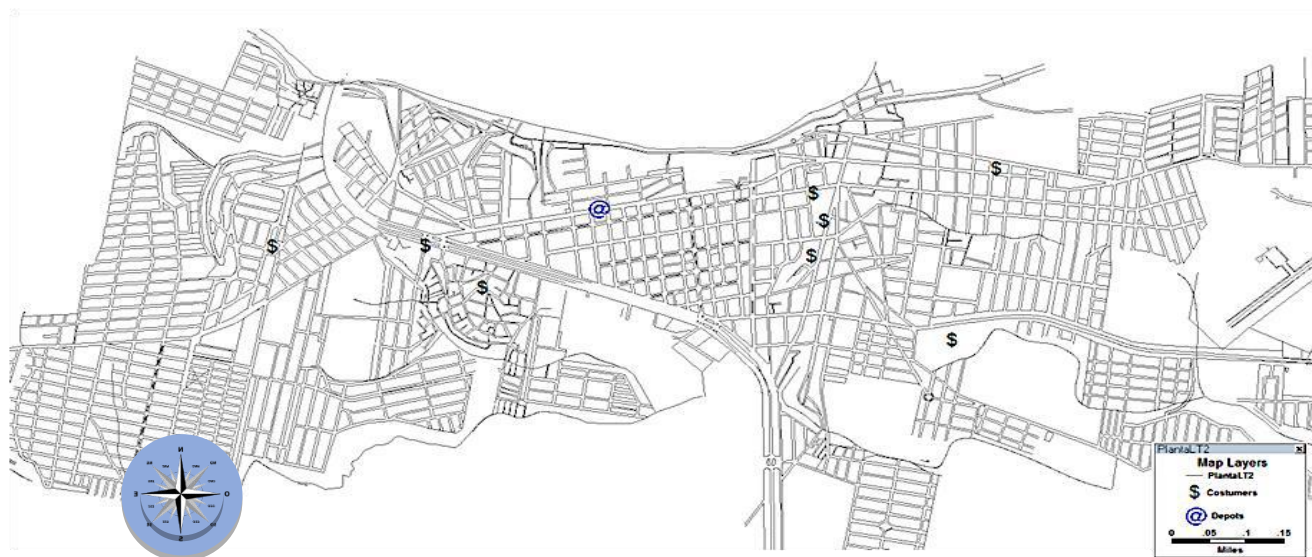 $
$
@
$
$
$
$
$
$
N
E
O
PlantaLT2
Map Layers
PlantaLT2
$ Costumers
@ Depots
0 .05 .1 .15
Miles